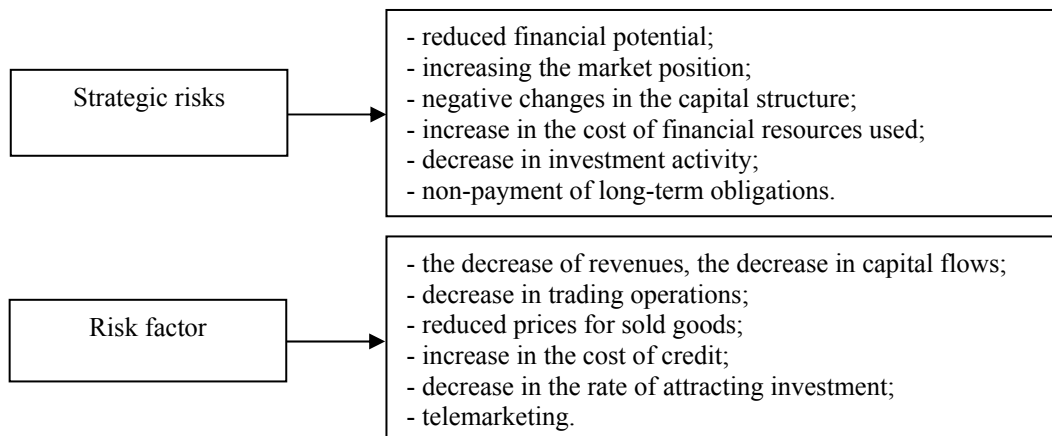 Strategic risks
- reduced financial potential;
- increasing the market position;
- negative changes in the capital structure;
- increase in the cost of financial resources used;
- decrease in investment activity;
- non-payment of long-term obligations.
Risk factor
- the decrease of revenues, the decrease in capital flows;
- decrease in trading operations;
- reduced prices for sold goods;
- increase in the cost of credit;
- decrease in the rate of attracting investment;
- telemarketing.